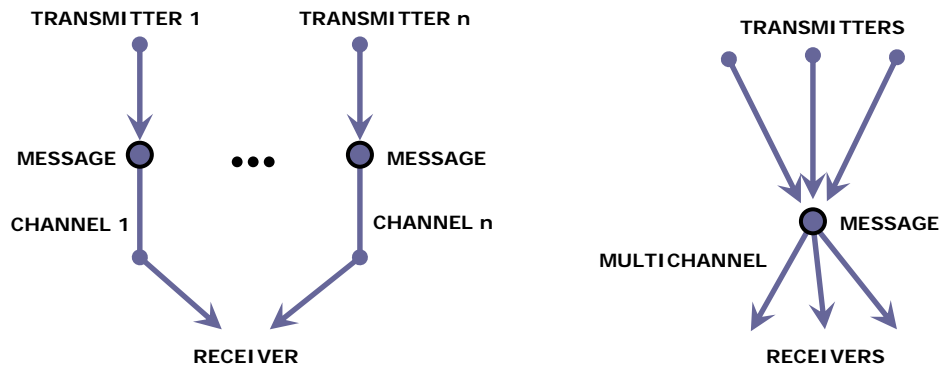 TRANSMITTER 1
TRANSMITTER n
MESSAGE
MESSAGE
CHANNEL 1
CHANNEL n
RECEIVER
TRANSMITTERS
MESSAGE
MULTICHANNEL
RECEIVERS